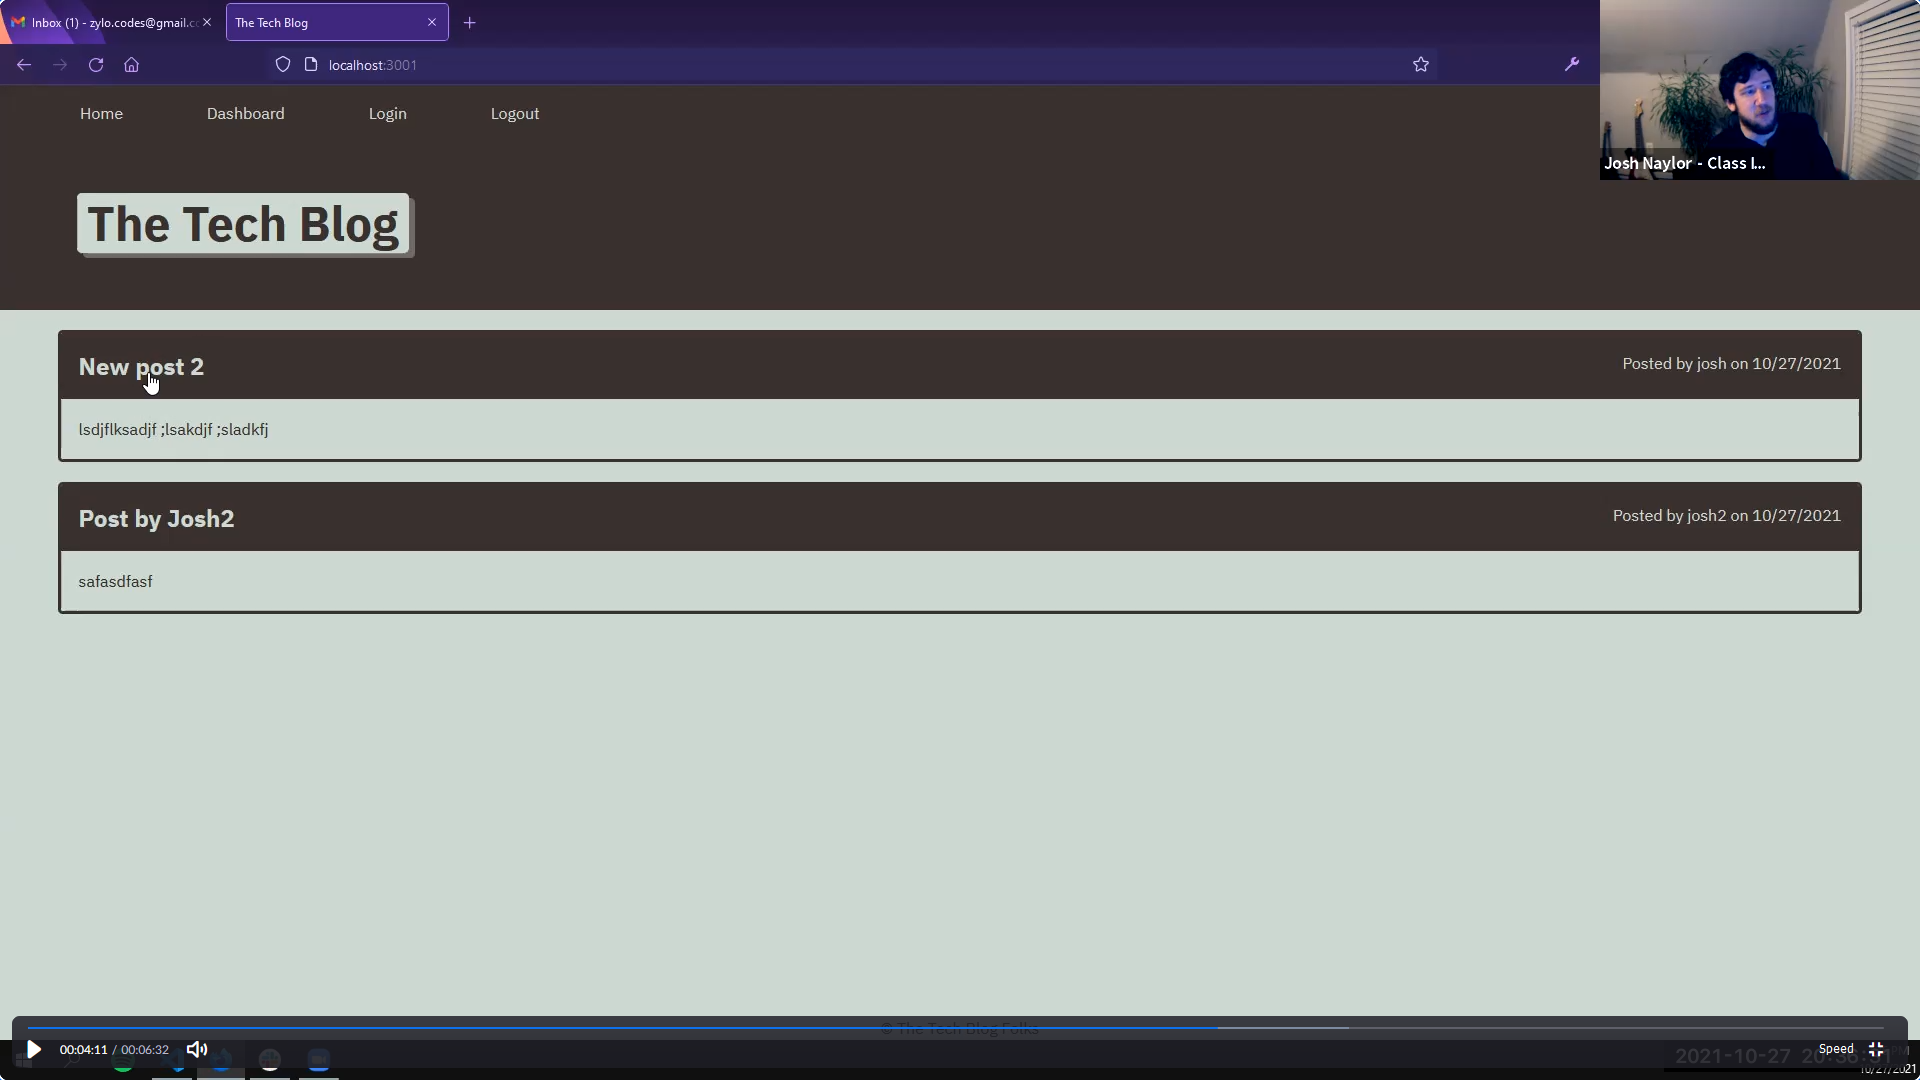 Inbox (1) - zylo.codes@gmail.c
The Tech Blog
localhost:3001
Josh Naylor - Class I...
Home Dashboard Login Logout
The Tech Blog
New post 2
Posted by josh on 10/27/2021
lsdjflksadjf ;lsakdjf ;sladkfj
Post by Josh2
Posted by josh2 on 10/27/2021
safasdfasf
© The Tech Blog Folks
00:04:11 / 00:06:32
Speed
2021-10-27
10/27/2021